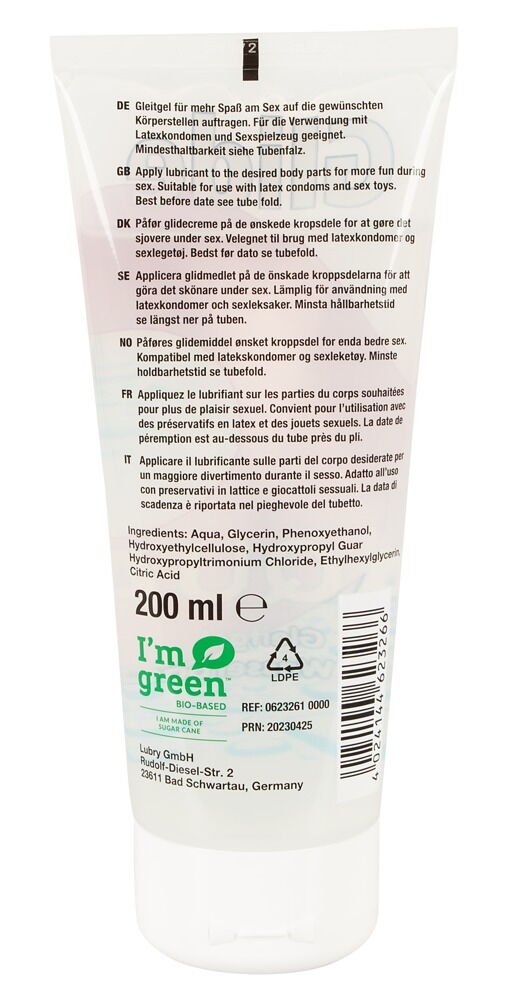 DE Gleitgel für mehr Spaß am Sex auf die gewünschten
Körperstellen auftragen. Für die Verwendung mit
Latexkondomen und Sexspielzeug geeignet.
Mindesthaltbarkeit siehe Tubenfalz.
GB Apply lubricant to the desired body parts for more fun during
sex. Suitable for use with latex condoms and sex toys.
Best before date see tube fold.
DK Påfør glidecreme på de ønskede kropsdele for at gøre det
sjovere under sex. Velegnet til brug med latexkondomer og
sexlegetøj. Bedst før dato se tubefold.
SE Applicera glidmedlet på de önskade kroppsdelarna för att
göra det skönare under sex. Lämplig för användning med
latexkondomer och sexleksaker. Minsta hållbarhetstid
se längst ner på tuben.
NO Påføres glidemiddel ønsket kroppsdel for enda bedre sex.
Kompatibel med latekskondomer og sexleketøy. Minste
holdbarhetstid se tubefold.
FR Appliquez le lubrifiant sur les parties du corps souhaitées
pour plus de plaisir sexuel. Convient pour l'utilisation avec
des préservatifs en latex et des jouets sexuels. La date de
péremption est au-dessous du tube près du pli.
IT Applicare il lubrificante sulle parti del corpo desiderate per
un maggiore divertimento durante il sesso. Adatto all'uso
con preservativi in lattice e giocattoli sessuali. La data di
scadenza è riportata nel pieghevole del tubetto.
Ingredients: Aqua, Glycerin, Phenoxyethanol,
Hydroxyethylcellulose, Hydroxypropyl Guar
Hydroxypropyltrimonium Chloride, Ethylhexylglycerin,
Citric Acid
200 ml ℮
I'm
green™
BIO-BASED
I AM MADE OF
SUGAR CANE
4
LDPE
REF: 0623261 0000
PRN: 20230425
Lubry GmbH
Rudolf-Diesel-Str. 2
23611 Bad Schwartau, Germany
4024144623266